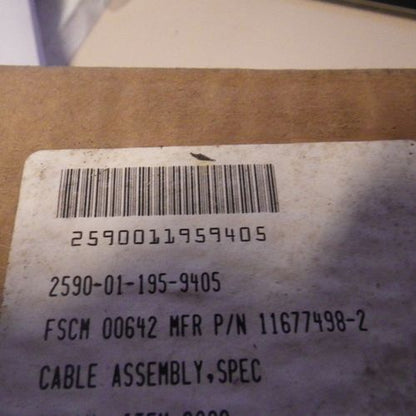 2590011959405
2590-01-195-9405
FSCM 00642 MFR P/N 11677498-2
CABLE ASSEMBLY,SPEC